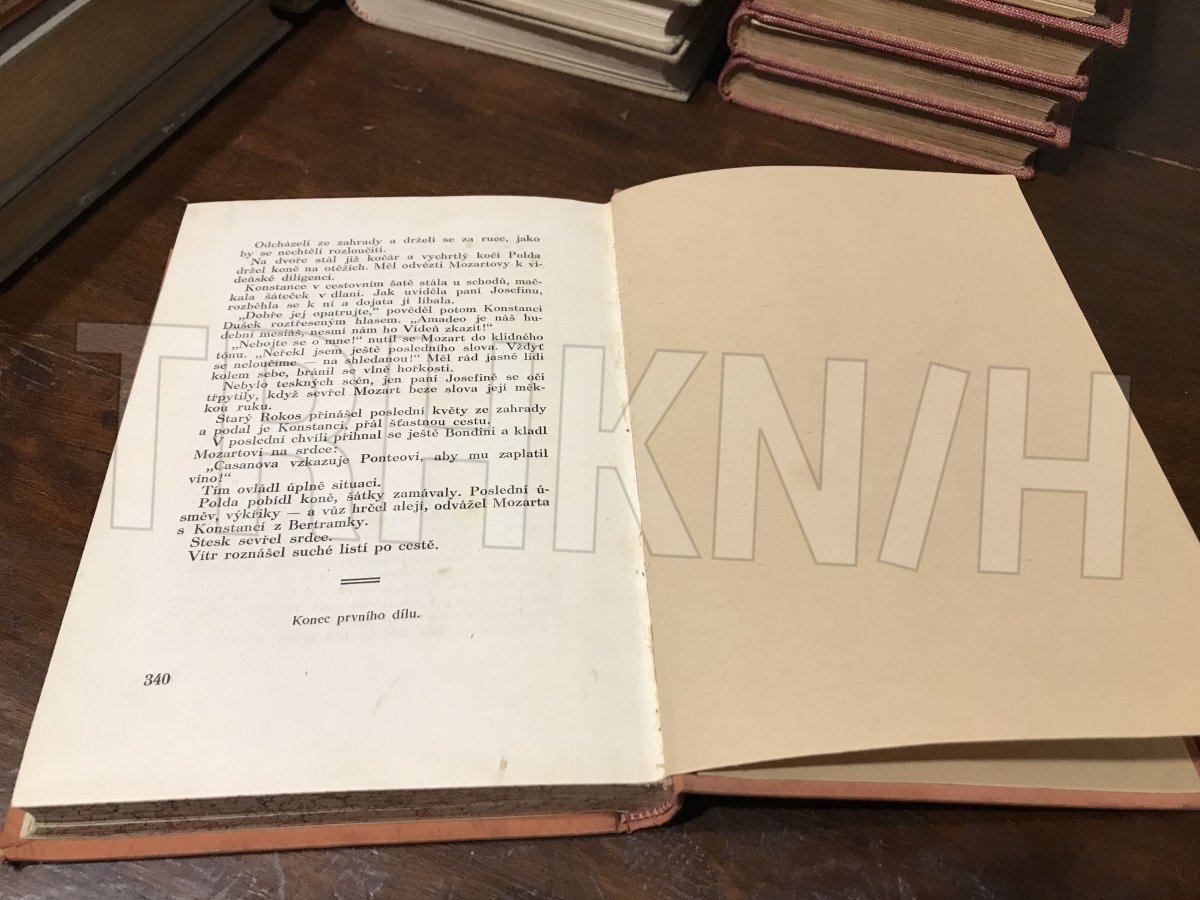 Odcházeli ze zahrady a drželi se za ruce, jako
by se nechtěli rozloučiti.
Na dvoře stál již kočár a vychrtlý kočí Polda
držel koně na otěžích. Měl odvézti Mozartovy k ví-
deňské diligenci.
Konstance v cestovním šatě stála u schodů, mač-
kala šáteček v dlani. Jak uviděla paní Josefinu,
rozběhla se k ní a dojata ji líbala.
„Dobře jej opatrujte,“ pověděl potom Konstanci
Dušek roztřeseným hlasem. „Amadeo je náš hu-
dební mesiáš, nesmí nám ho Vídeň zkazit!“
„Nebojte se o mne!“ nutil se Mozart do klidného
tónu. „Neřekl jsem ještě posledního slova. Vždyť
se neloučíme — na shledanou!“ Měl rád jasné lidi
kolem sebe, bránil se vlně hořkosti.
Nebylo teskných scén, jen paní Josefině se oči
třpytily, když sevřel Mozart beze slova její měk-
kou ruku.
Starý Rokos přinášel poslední květy ze zahrady
a podal je Konstanci, přál šťastnou cestu.
V poslední chvíli přihnal se ještě Bondini a kladl
Mozartovi na srdce:
„Casanova vzkazuje Ponteovi, aby mu zaplatil
víno!“
Tím ovládl úplně situaci.
Polda pobídl koně, šátky zamávaly. Poslední ú-
směv, výkřiky — a vůz hrčel alejí, odvážel Mozarta
s Konstancí z Bertramky.
Stesk sevřel srdce.
Vítr roznášel suché listí po cestě.
Konec prvního dílu.
340
TRHKN/H